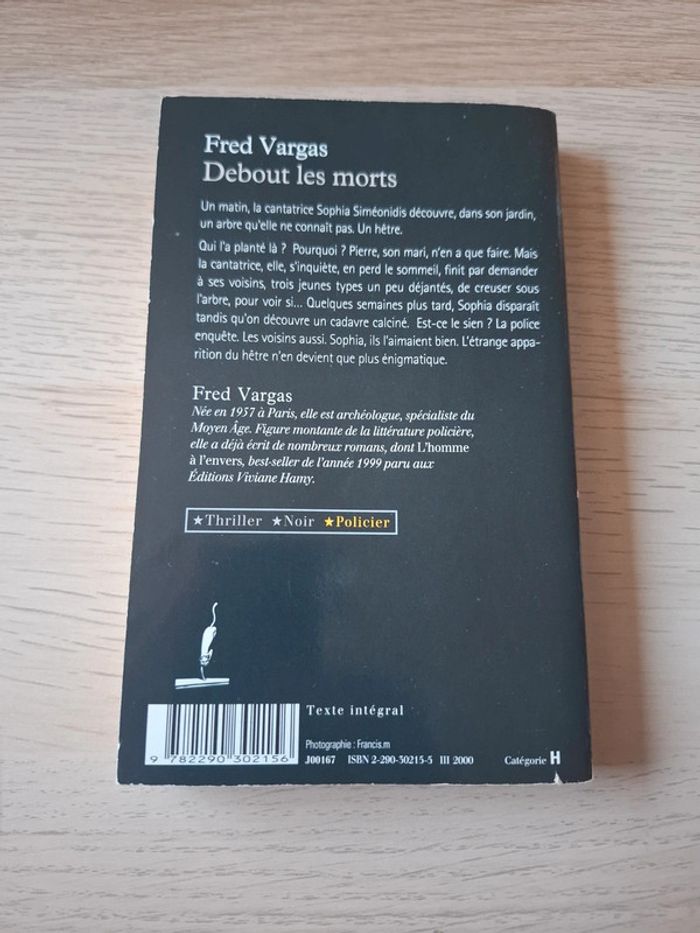 Fred Vargas
Debout les morts
Un matin, la cantatrice Sophia Siméonidis découvre, dans son jardin,
un arbre qu'elle ne connaît pas. Un hêtre.
Qui l'a planté là ? Pourquoi ? Pierre, son mari, n'en a que faire. Mais
la cantatrice, elle, s'inquiète, en perd le sommeil, finit par demander
à ses voisins, trois jeunes types un peu déjantés, de creuser sous
l'arbre, pour voir si... Quelques semaines plus tard, Sophia disparaît
tandis qu'on découvre un cadavre calciné. Est-ce le sien ? La police
enquête. Les voisins aussi. Sophia, ils l'aimaient bien. L'étrange appa-
rition du hêtre n'en devient que plus énigmatique.
Fred Vargas
Née en 1957 à Paris, elle est archéologue, spécialiste du
Moyen Âge. Figure montante de la littérature policière,
elle a déjà écrit de nombreux romans, dont L'homme
à l'envers, best-seller de l'année 1999 paru aux
Éditions Viviane Hamy.
★Thriller ★Noir ★Policier
Texte intégral
Photographie : Francis.m
9 782290 302156
J00167 ISBN 2-290-30215-5 III 2000 Catégorie H